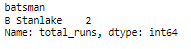 batsman
B Stanlake    2
Name: total_runs, dtype: int64